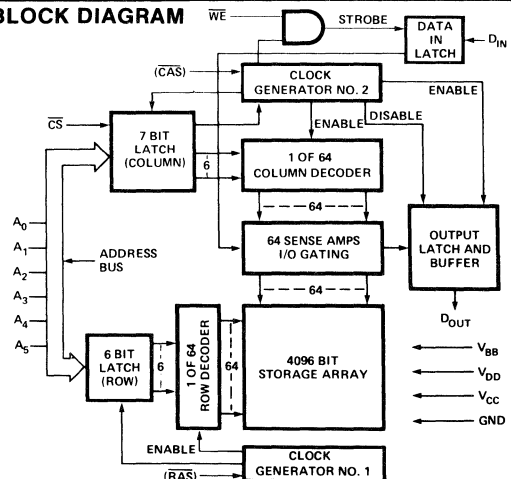 BLOCK DIAGRAM
WE
STROBE
DATA
IN
LATCH
DIN
(CAS)
CLOCK
GENERATOR NO. 2
ENABLE
DISABLE
ENABLE
CS
7 BIT
LATCH
(COLUMN)
6
1 OF 64
COLUMN DECODER
64
64 SENSE AMPS
I/O GATING
OUTPUT
LATCH AND
BUFFER
A0
A1
A2
A3
A4
A5
ADDRESS
BUS
64
DOUT
6 BIT
LATCH
(ROW)
6
1 OF 64
ROW DECODER
64
4096 BIT
STORAGE ARRAY
VBB
VDD
VCC
GND
ENABLE
(RAS)
CLOCK
GENERATOR NO. 1